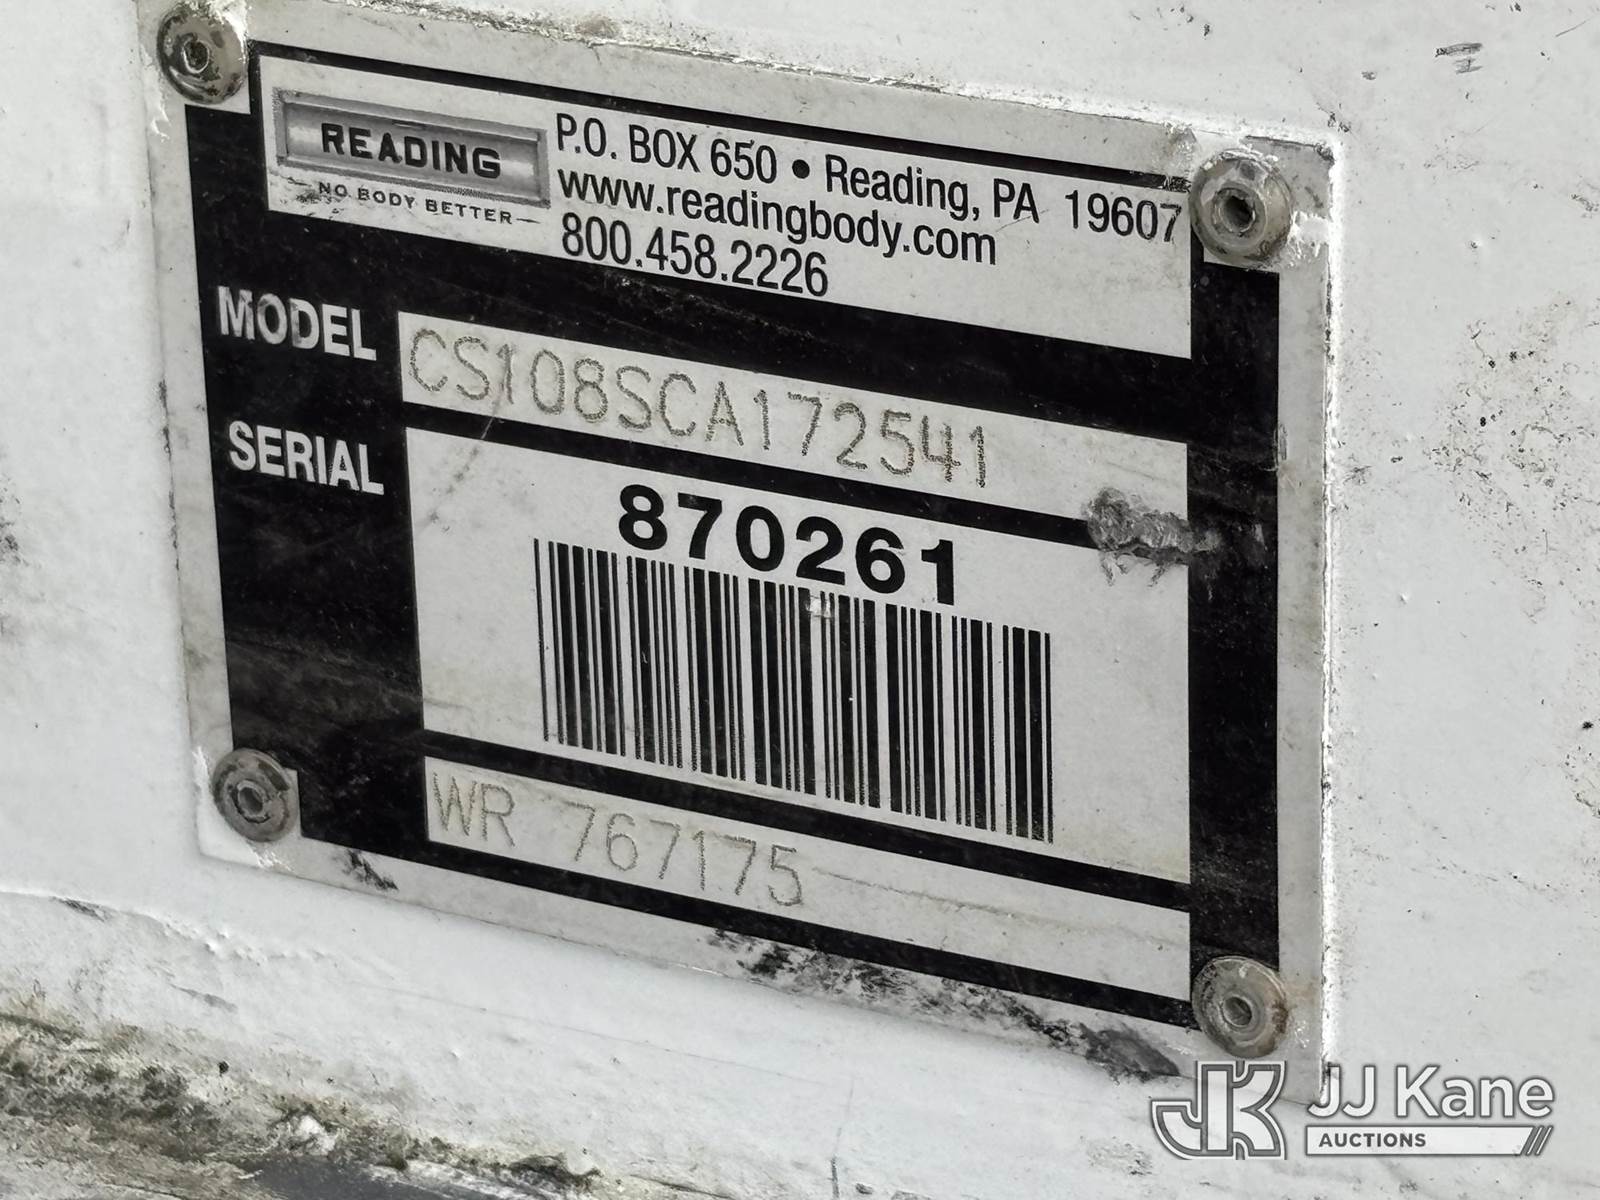 READING
NO BODY BETTER
P.O. BOX 650 • Reading, PA 19607
www.readingbody.com
800.458.2226
MODEL CS108SCA172541
SERIAL
870261
WR 767175
JK JJ Kane
AUCTIONS